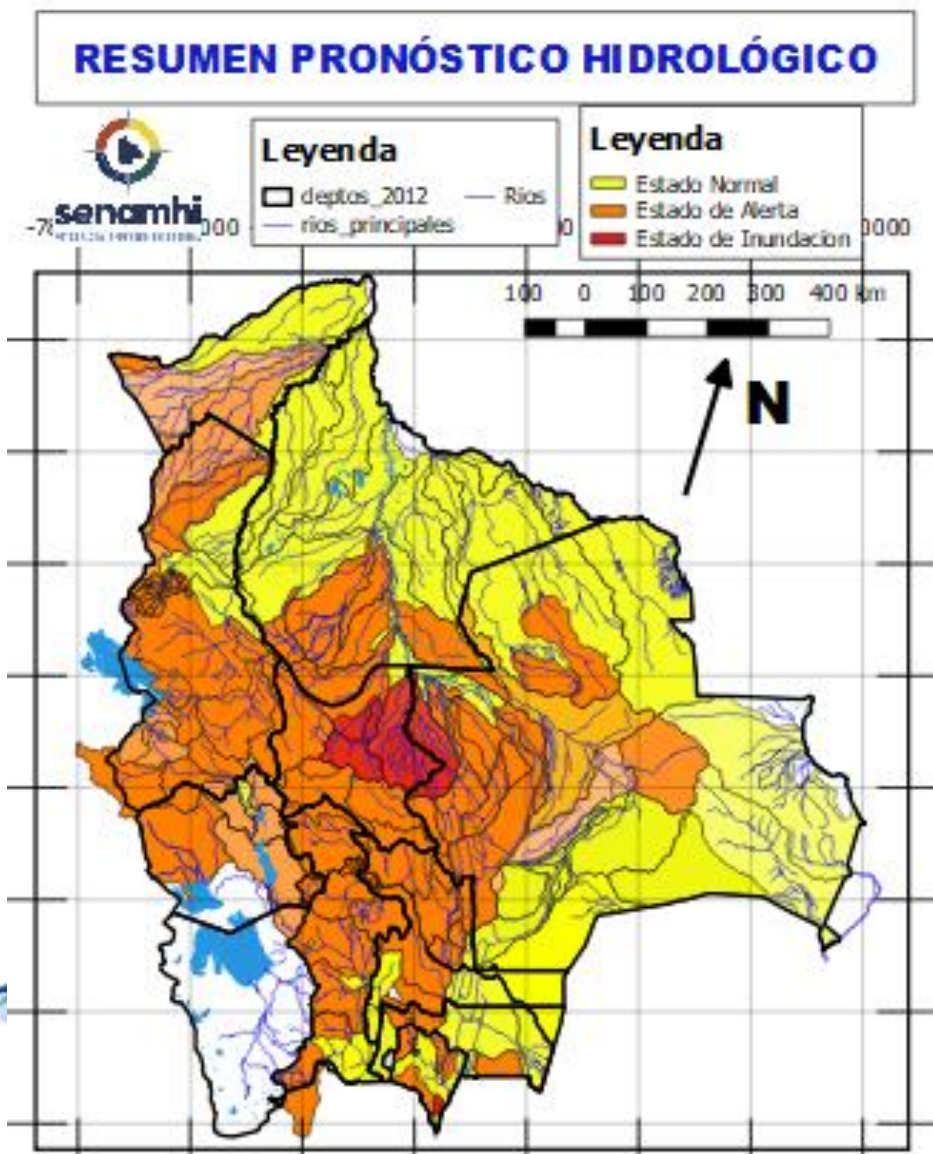 RESUMEN PRONÓSTICO HIDROLÓGICO
senamhi
Leyenda
deptos_2012
Rios
rios_principales
Leyenda
Estado Normal
Estado de Alerta
Estado de Inundacion
100 0 100 200 300 400 km
N